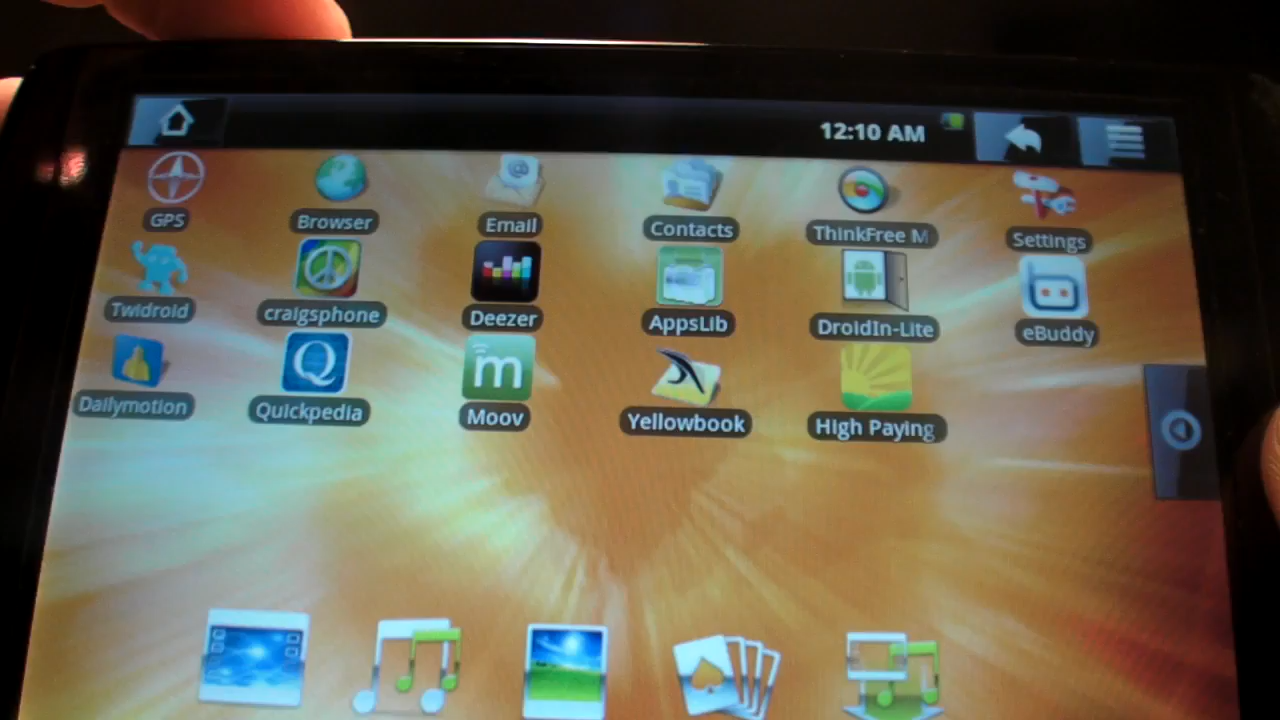 12:10 AM
GPS Browser Email Contacts ThinkFree M Settings
Twidroid craigsphone Deezer AppsLib DroidIn-Lite eBuddy
Q m
Dailymotion Quickpedia Moov Yellowbook High Paying